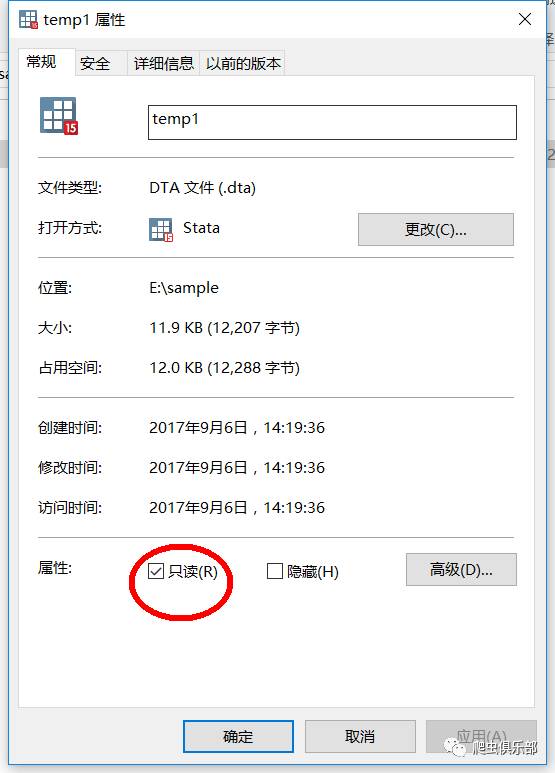 temp1 属性
常规 安全 详细信息 以前的版本
15
temp1
文件类型: DTA 文件 (.dta)
打开方式: Stata 更改(C)...
位置: E:\sample
大小: 11.9 KB (12,207 字节)
占用空间: 12.0 KB (12,288 字节)
创建时间: 2017年9月6日，14:19:36
修改时间: 2017年9月6日，14:19:36
访问时间: 2017年9月6日，14:19:36
属性: 只读(R) 隐藏(H) 高级(D)...
确定 取消 应用(A)
爬虫俱乐部